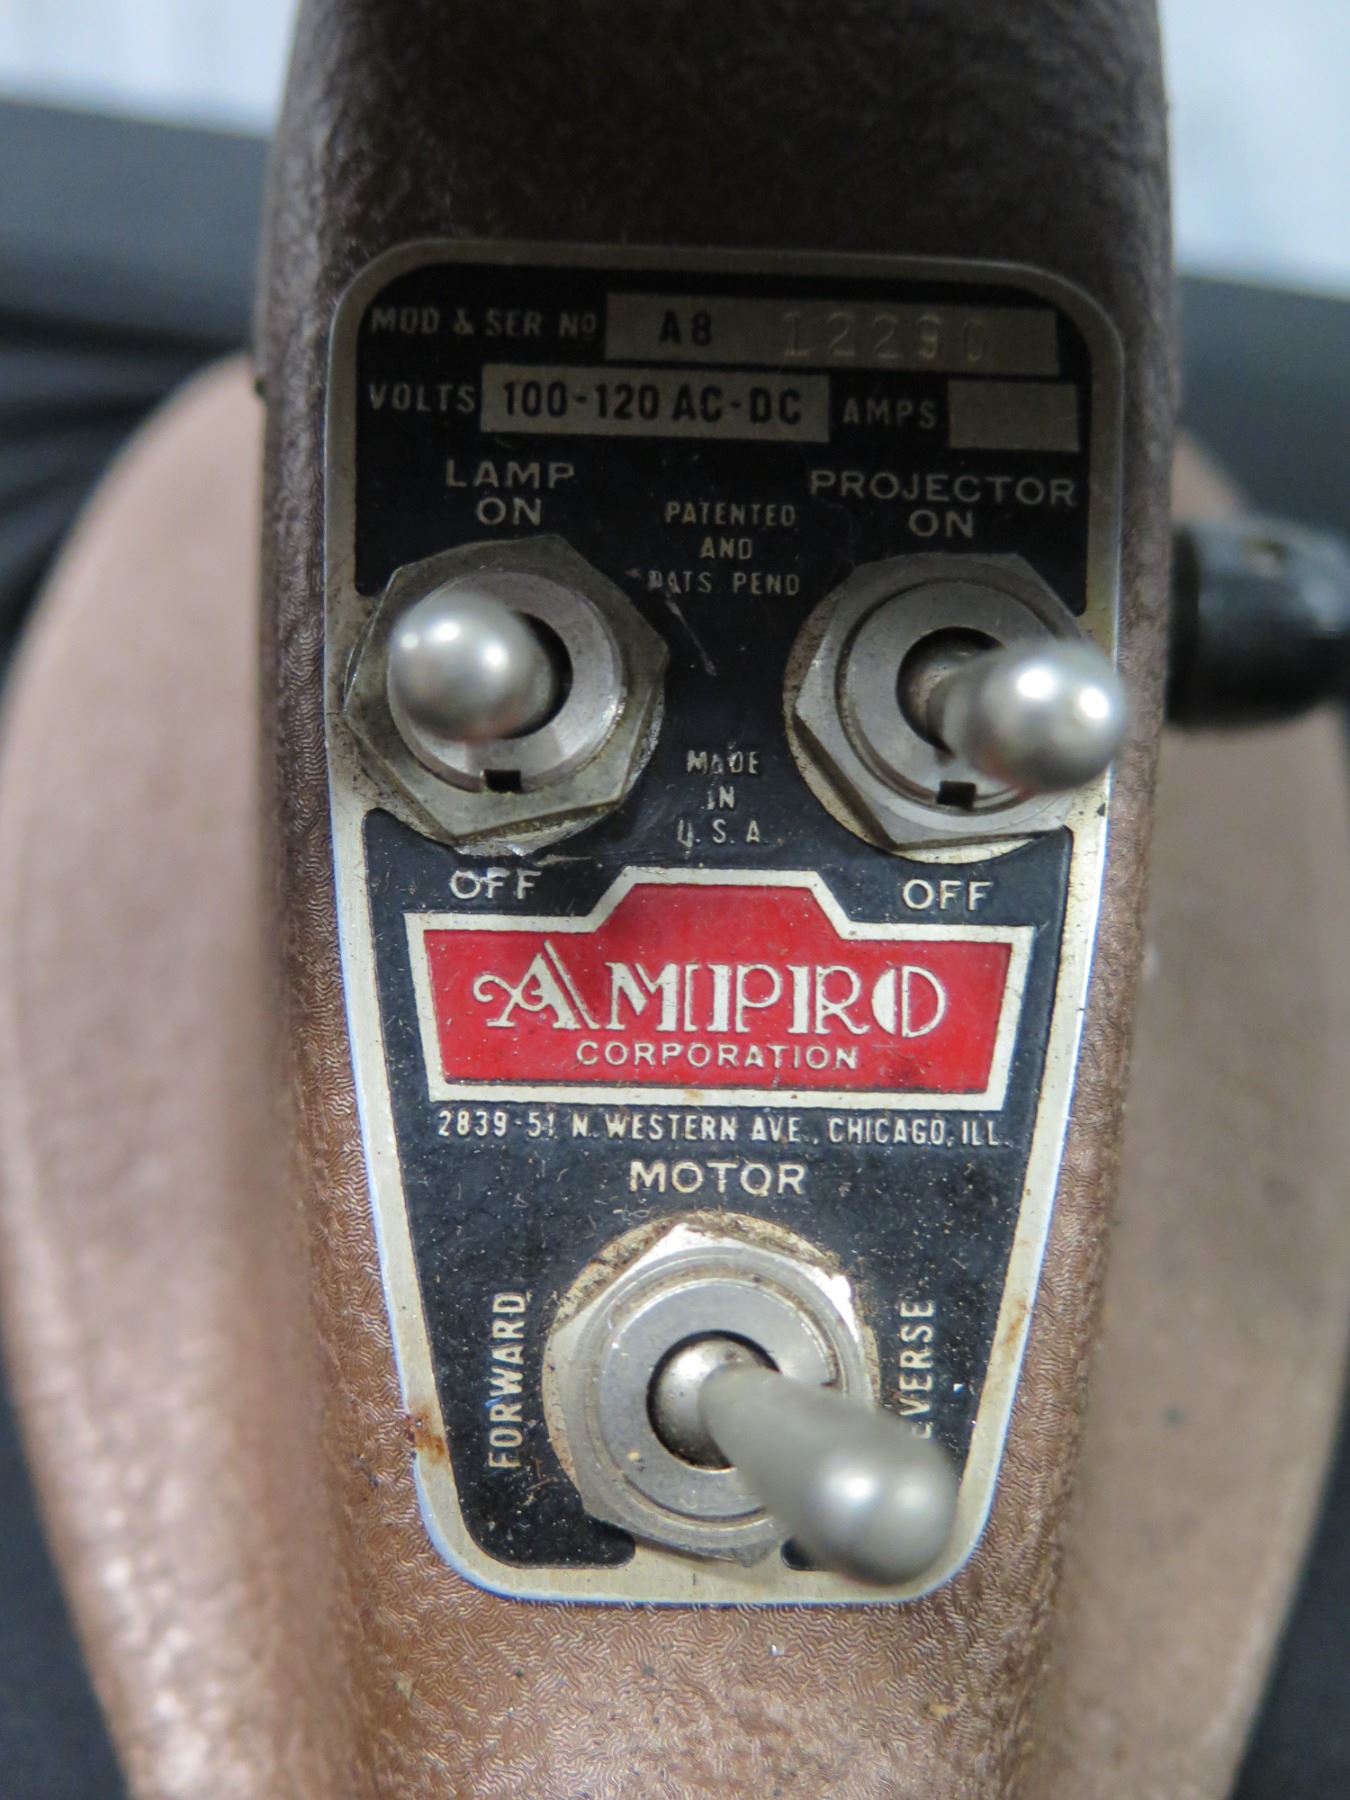 MOD & SER No A8 12290
VOLTS 100-120 AC-DC AMPS
LAMP
ON
PROJECTOR
ON
PATENTED
AND
PATS. PEND
MADE
IN
U.S.A.
OFF
OFF
AMPRO
CORPORATION
2839-51 N. WESTERN AVE., CHICAGO, ILL.
MOTOR
FORWARD